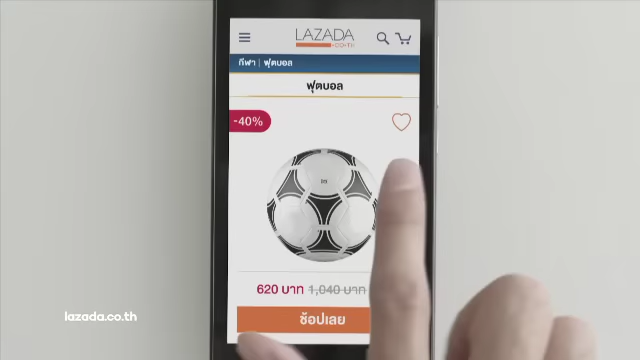 LAZADA
.CO.TH
กีฬา | ฟุตบอล
ฟุตบอล
-40%
620 บาท 1,040 บาท
ช้อปเลย
lazada.co.th